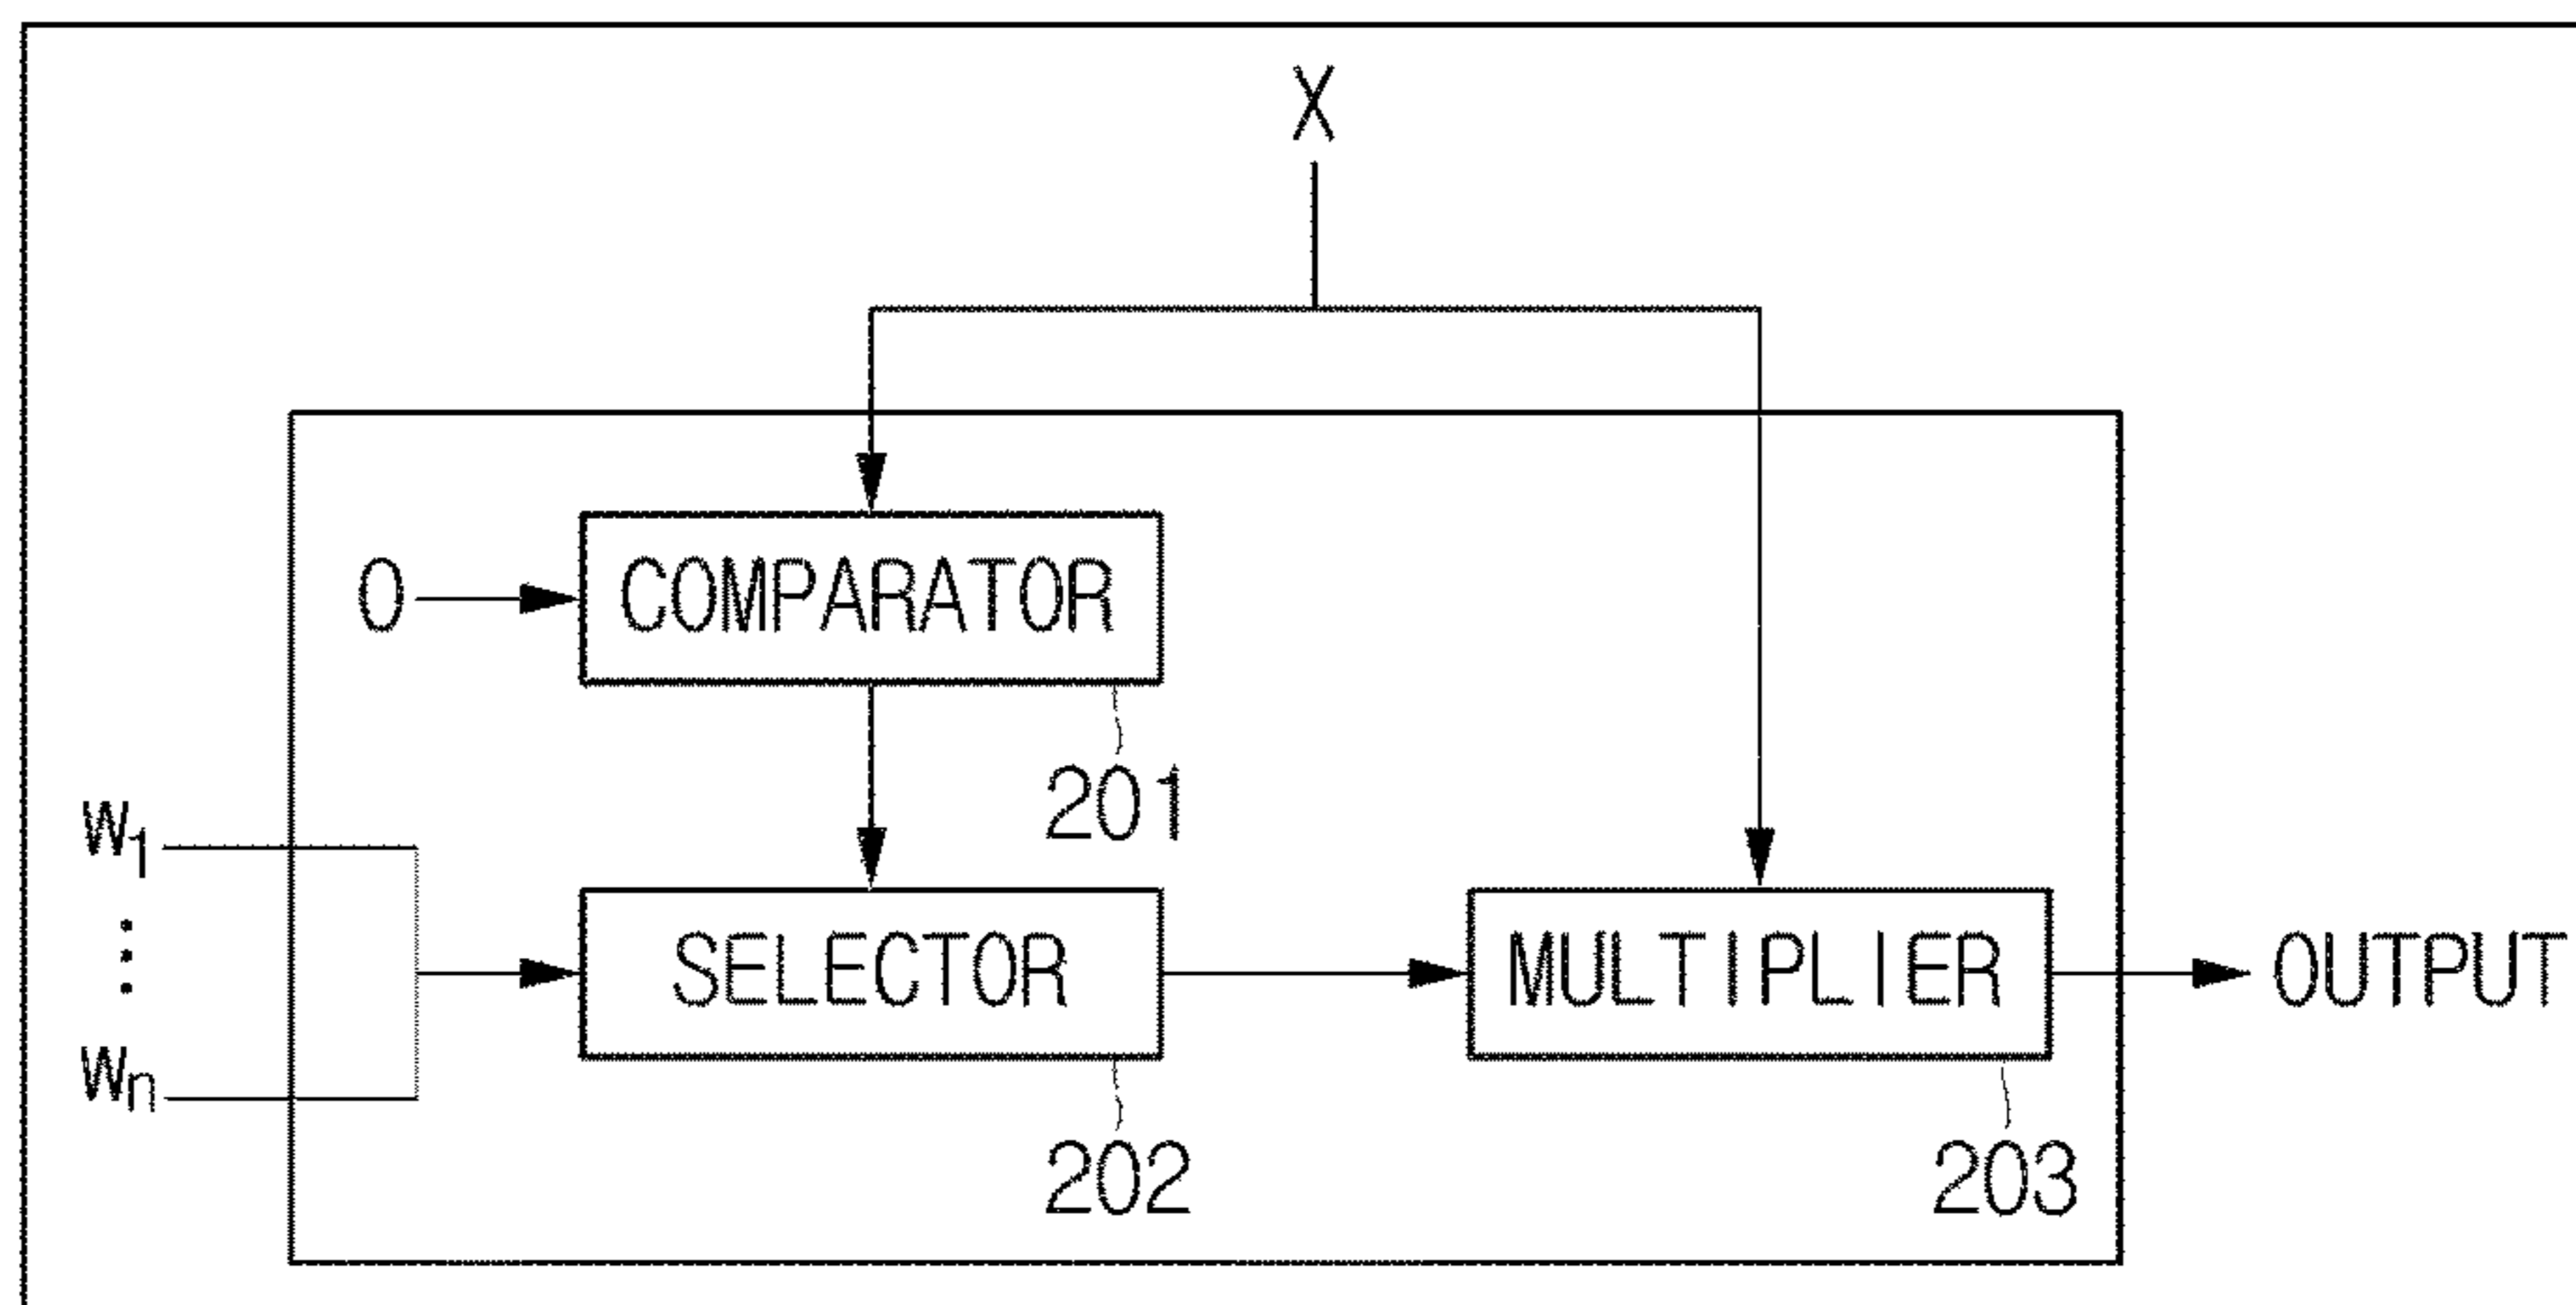 X
0
COMPARATOR
201
W1
⋮
Wn
SELECTOR
MULTIPLIER
OUTPUT
202
203